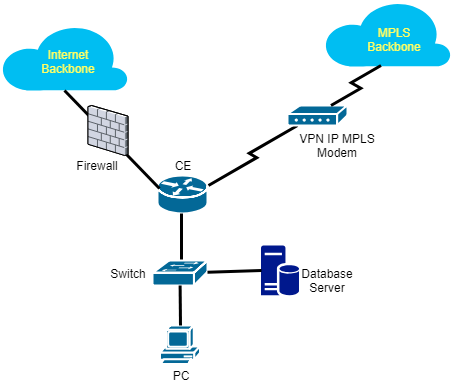 Internet
Backbone
MPLS
Backbone
VPN IP MPLS
Modem
Firewall
CE
Switch
Database
Server
PC